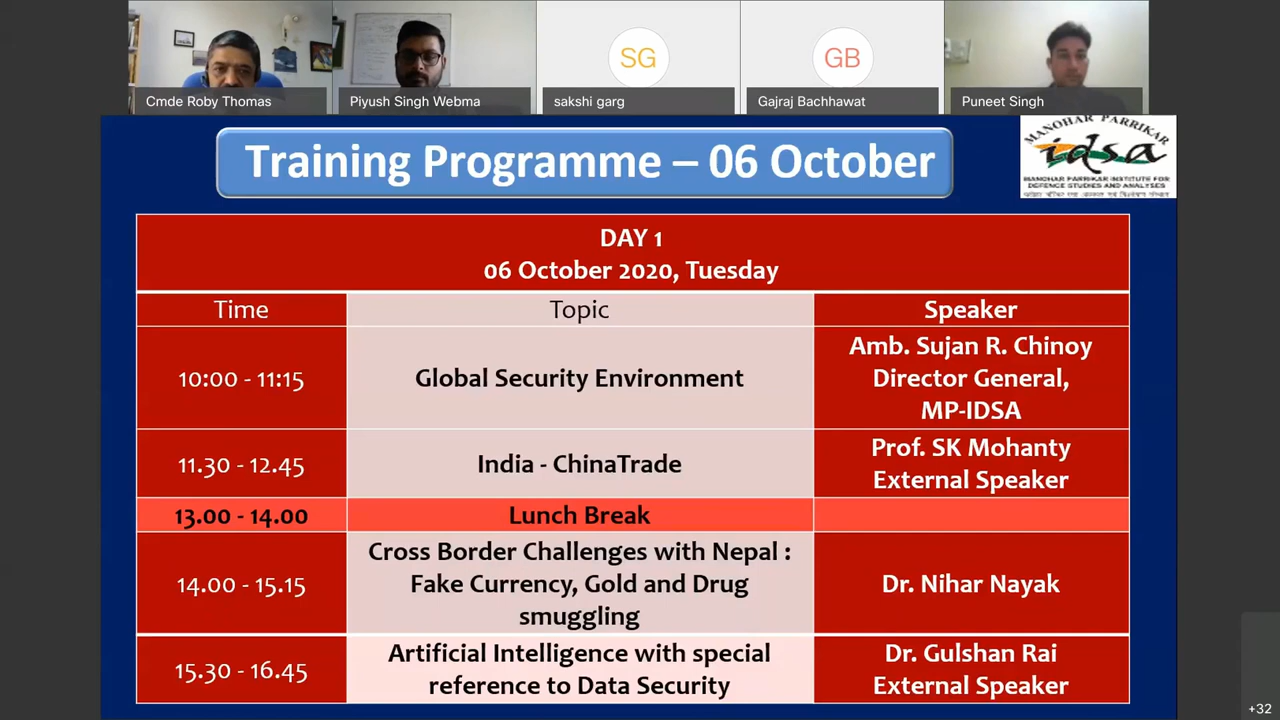 SG
GB
Cmde Roby Thomas
Piyush Singh Webma
sakshi garg
Gajraj Bachhawat
Puneet Singh
Training Programme – 06 October
MANOHAR PARRIKAR
idsa
MANOHAR PARRIKAR INSTITUTE FOR
DEFENCE STUDIES AND ANALYSES
DAY 1
06 October 2020, Tuesday
Time
Topic
Speaker
10:00 - 11:15
Global Security Environment
Amb. Sujan R. Chinoy
Director General,
MP-IDSA
11.30 - 12.45
India - ChinaTrade
Prof. SK Mohanty
External Speaker
13.00 - 14.00
Lunch Break
14.00 - 15.15
Cross Border Challenges with Nepal :
Fake Currency, Gold and Drug
smuggling
Dr. Nihar Nayak
15.30 - 16.45
Artificial Intelligence with special
reference to Data Security
Dr. Gulshan Rai
External Speaker
+32